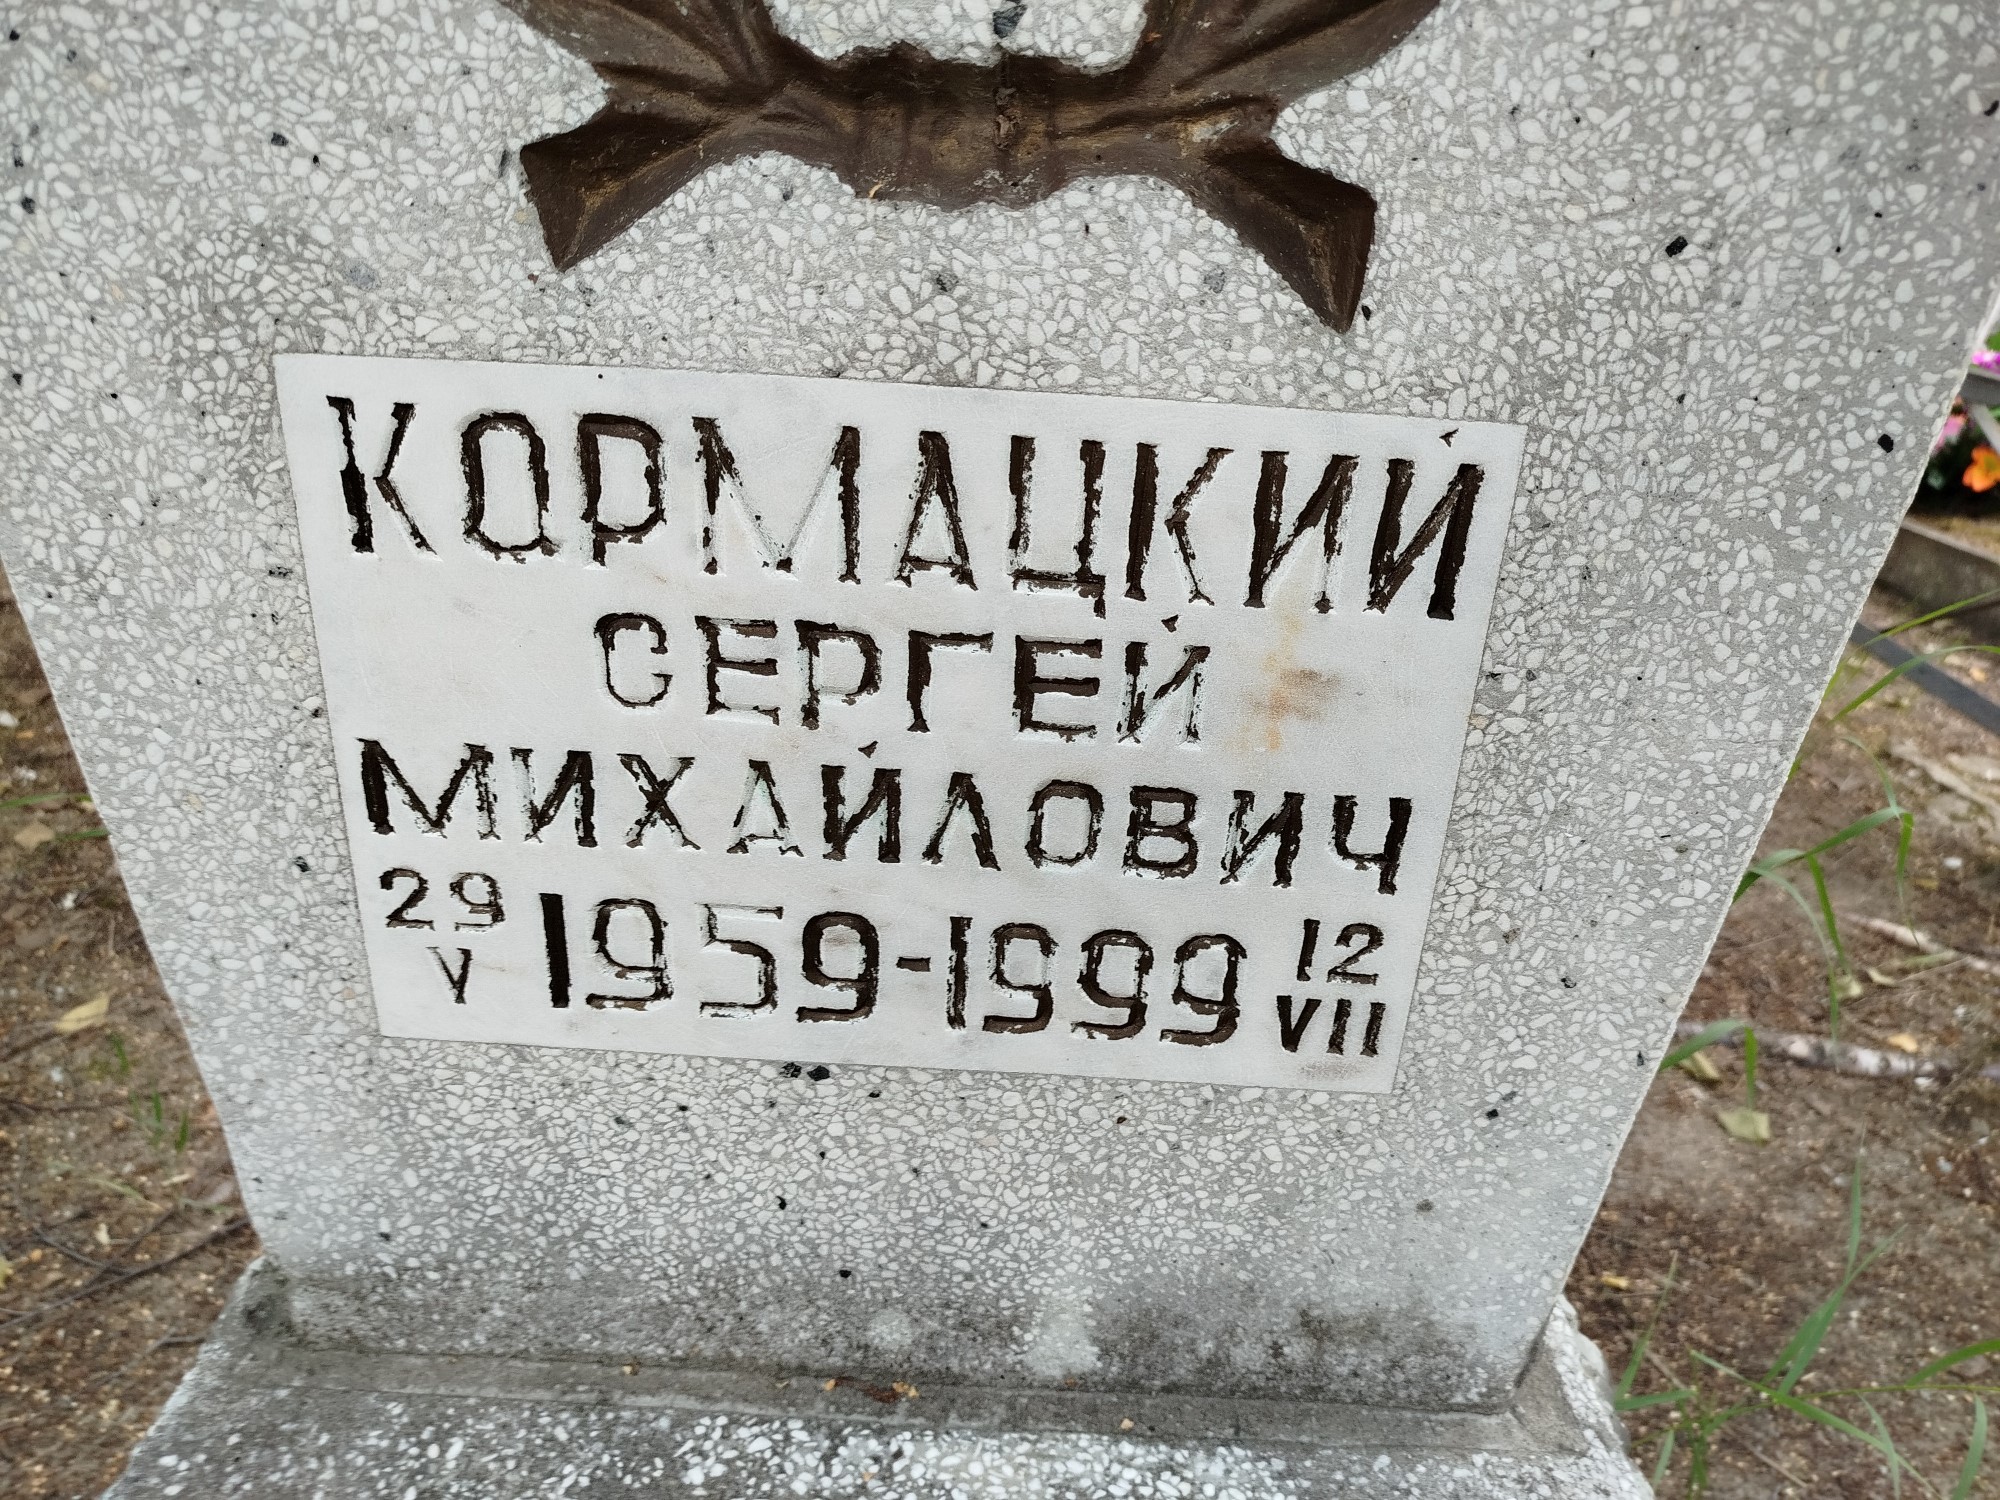 КОРМАЦКИЙ
СЕРГЕЙ
МИХАЙЛОВИЧ
29 V 1959-1999 12 VII